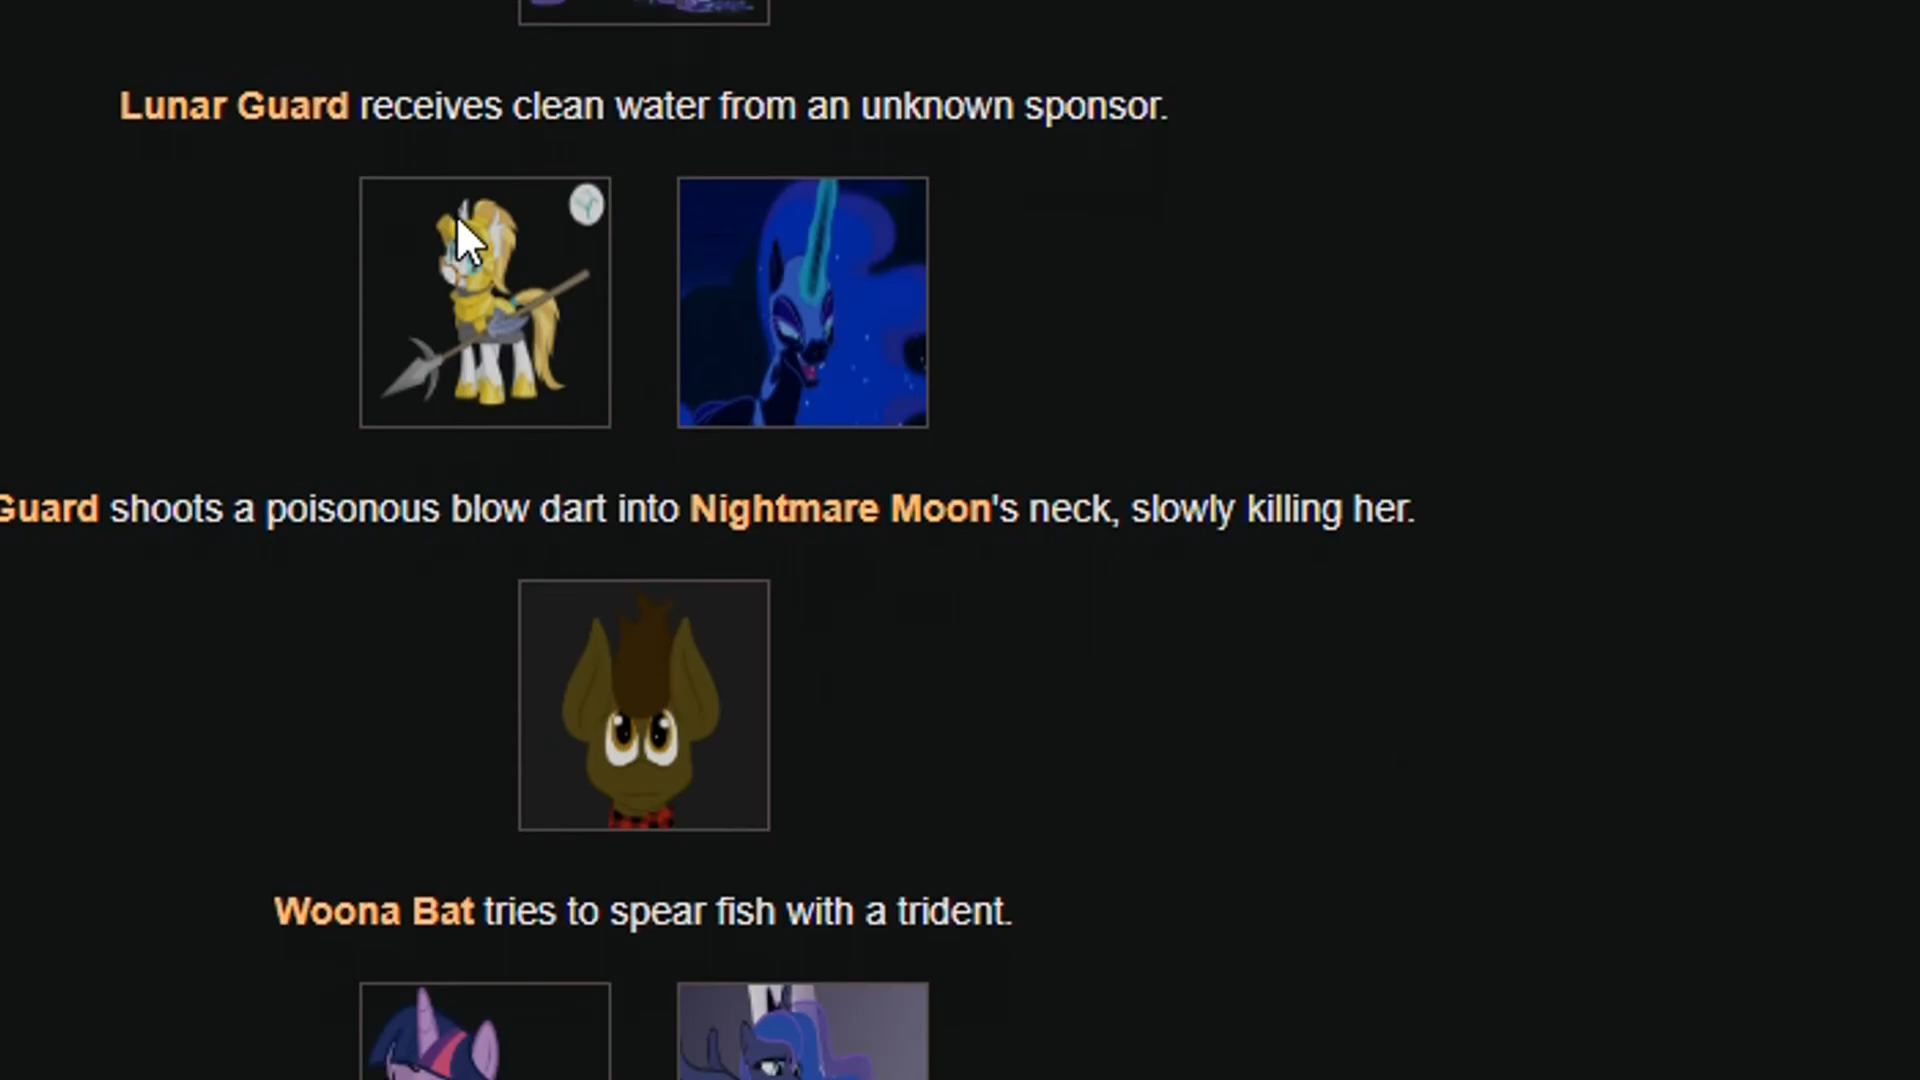 Lunar Guard receives clean water from an unknown sponsor.
Guard shoots a poisonous blow dart into Nightmare Moon's neck, slowly killing her.
Woona Bat tries to spear fish with a trident.